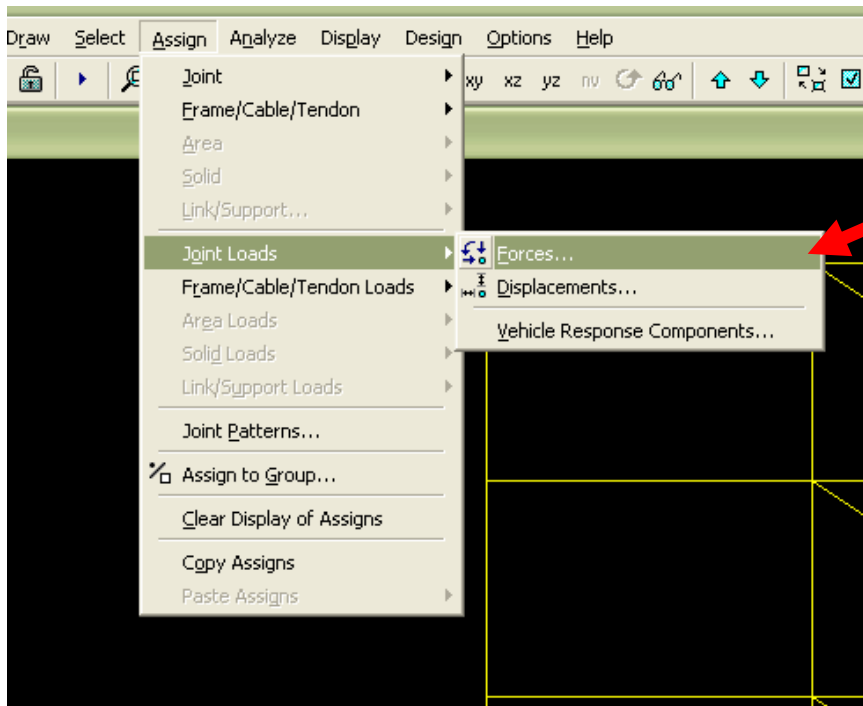 Draw Select Assign Analyze Display Design Options Help
xy xz yz nv
Joint
Frame/Cable/Tendon
Area
Solid
Link/Support...
Joint Loads
Forces...
Frame/Cable/Tendon Loads
Displacements...
Area Loads
Vehicle Response Components...
Solid Loads
Link/Support Loads
Joint Patterns...
Assign to Group...
Clear Display of Assigns
Copy Assigns
Paste Assigns